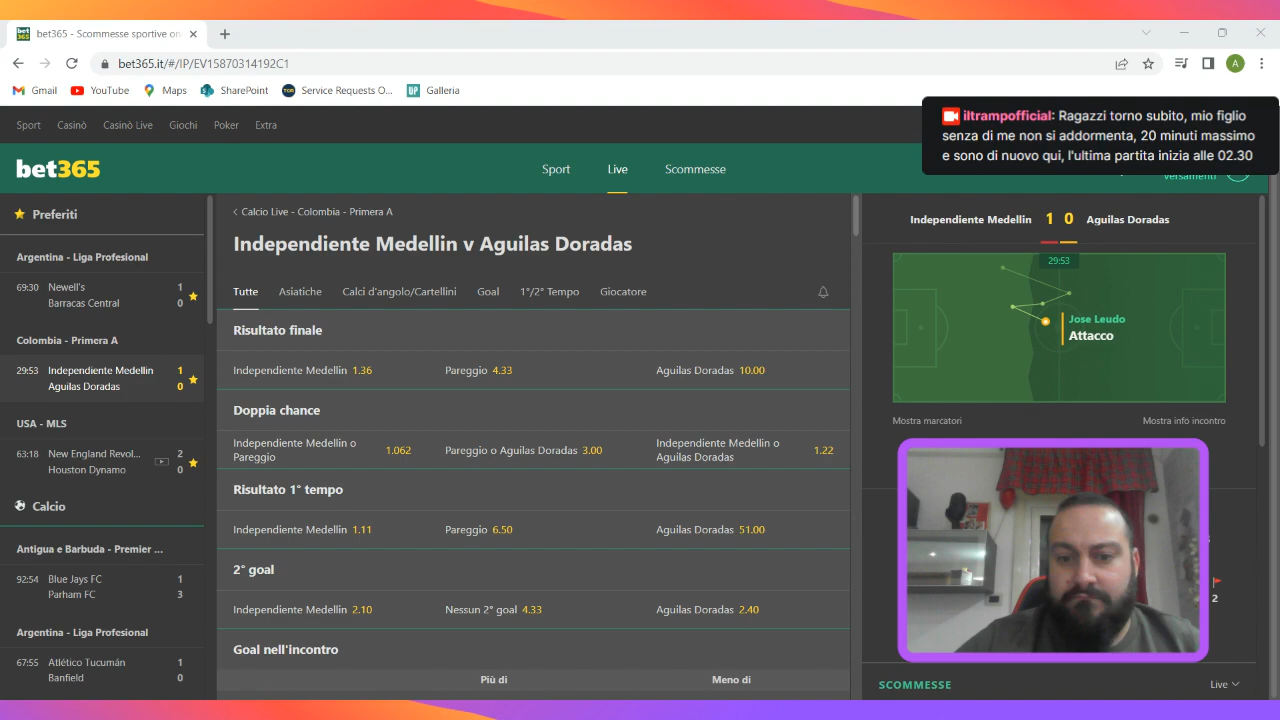 bet365 - Scommesse sportive on
bet365.it/#/IP/EV15870314192C1
A
Gmail
YouTube
Maps
SharePoint
Service Requests O...
Galleria
Sport
Casinò
Casinò Live
Giochi
Poker
Extra
iltrampofficial: Ragazzi torno subito, mio figlio
senza di me non si addormenta, 20 minuti massimo
e sono di nuovo qui, l'ultima partita inizia alle 02.30
bet365
Sport
Live
Scommesse
Versamenti
Preferiti
Argentina - Liga Profesional
69:30 Newell's 1
Barracas Central 0
Colombia - Primera A
29:53 Independiente Medellin 1
Aguilas Doradas 0
USA - MLS
63:18 New England Revol... 2
Houston Dynamo 0
Calcio
Antigua e Barbuda - Premier ...
92:54 Blue Jays FC 1
Parham FC 3
Argentina - Liga Profesional
67:55 Atlético Tucumán 1
Banfield 0
Calcio Live - Colombia - Primera A
Independiente Medellin v Aguilas Doradas
Tutte
Asiatiche
Calci d'angolo/Cartellini
Goal
1°/2° Tempo
Giocatore
Risultato finale
Independiente Medellin 1.36
Pareggio 4.33
Aguilas Doradas 10.00
Doppia chance
Independiente Medellin o
Pareggio 1.062
Pareggio o Aguilas Doradas 3.00
Independiente Medellin o
Aguilas Doradas 1.22
Risultato 1° tempo
Independiente Medellin 1.11
Pareggio 6.50
Aguilas Doradas 51.00
2° goal
Independiente Medellin 2.10
Nessun 2° goal 4.33
Aguilas Doradas 2.40
Goal nell'incontro
Più di
Meno di
Independiente Medellin 1 0 Aguilas Doradas
29:53
Jose Leudo
Attacco
Mostra marcatori
Mostra info incontro
2
SCOMMESSE
Live